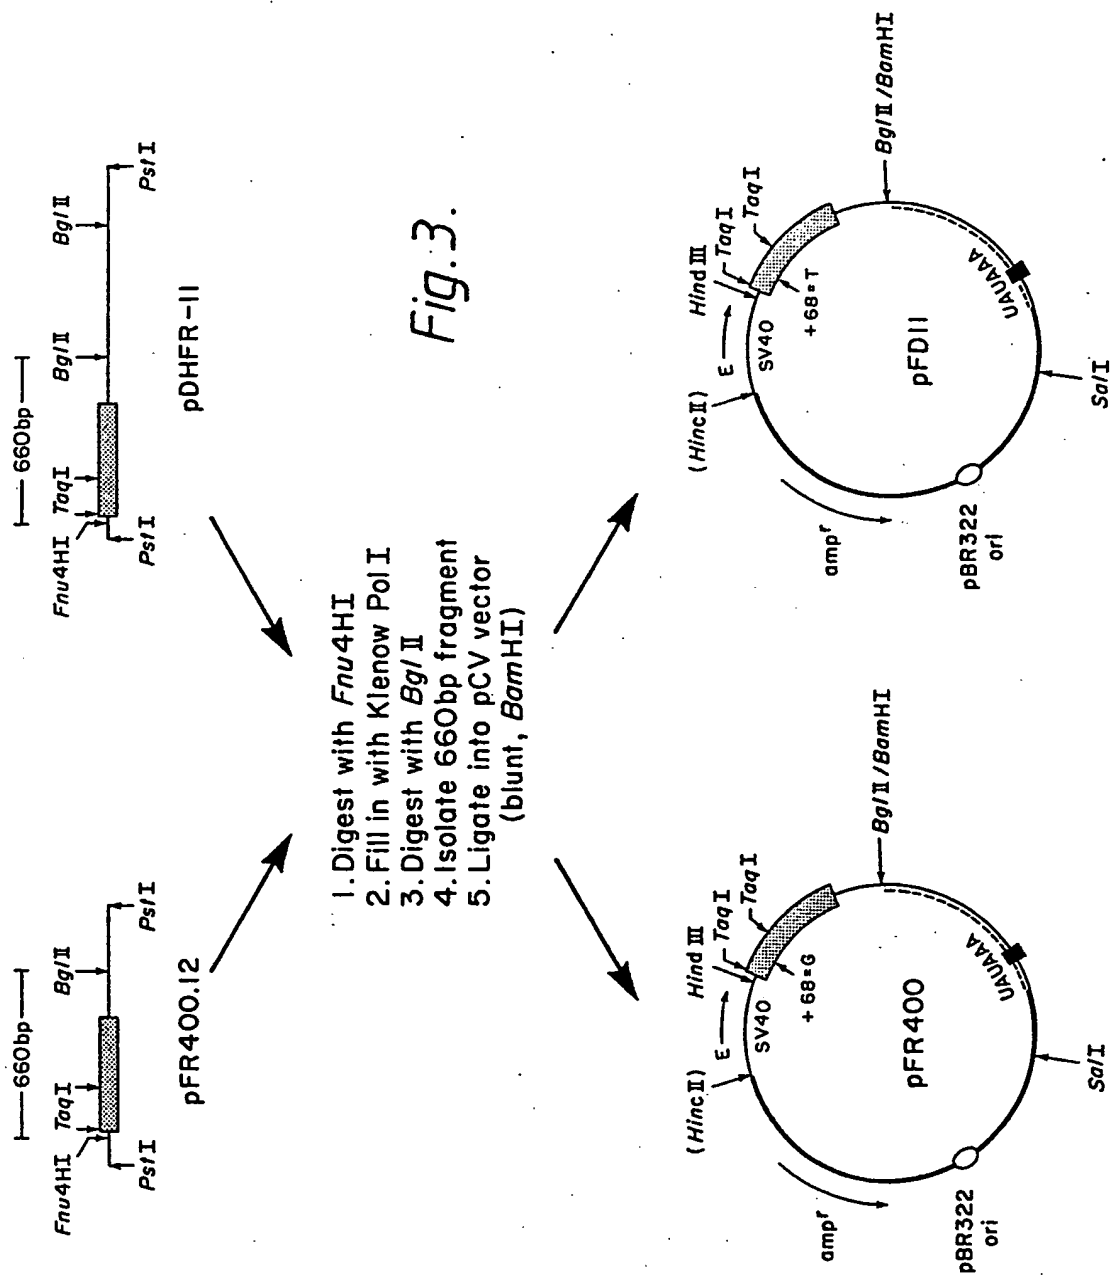 660bp
Fnu4HI
TaqI
BglII
PstI
PstI
pFR400.12
660bp
Fnu4HI
TaqI
BglII
BglII
PstI
PstI
pDHFR-11
1. Digest with Fnu4HI
2. Fill in with Klenow Pol I
3. Digest with BglII
4. Isolate 660bp fragment
5. Ligate into pCV vector
(blunt, BamHI)
Fig. 3.
(HincII)
E
HindIII
TaqI
TaqI
SV40
+68=G
BglII/BamHI
ampʳ
pFR400
UAUAAA
pBR322
ori
SalI
(HincII)
E
HindIII
TaqI
TaqI
SV40
+68=T
BglII/BamHI
ampʳ
pFD11
UAUAAA
pBR322
ori
SalI